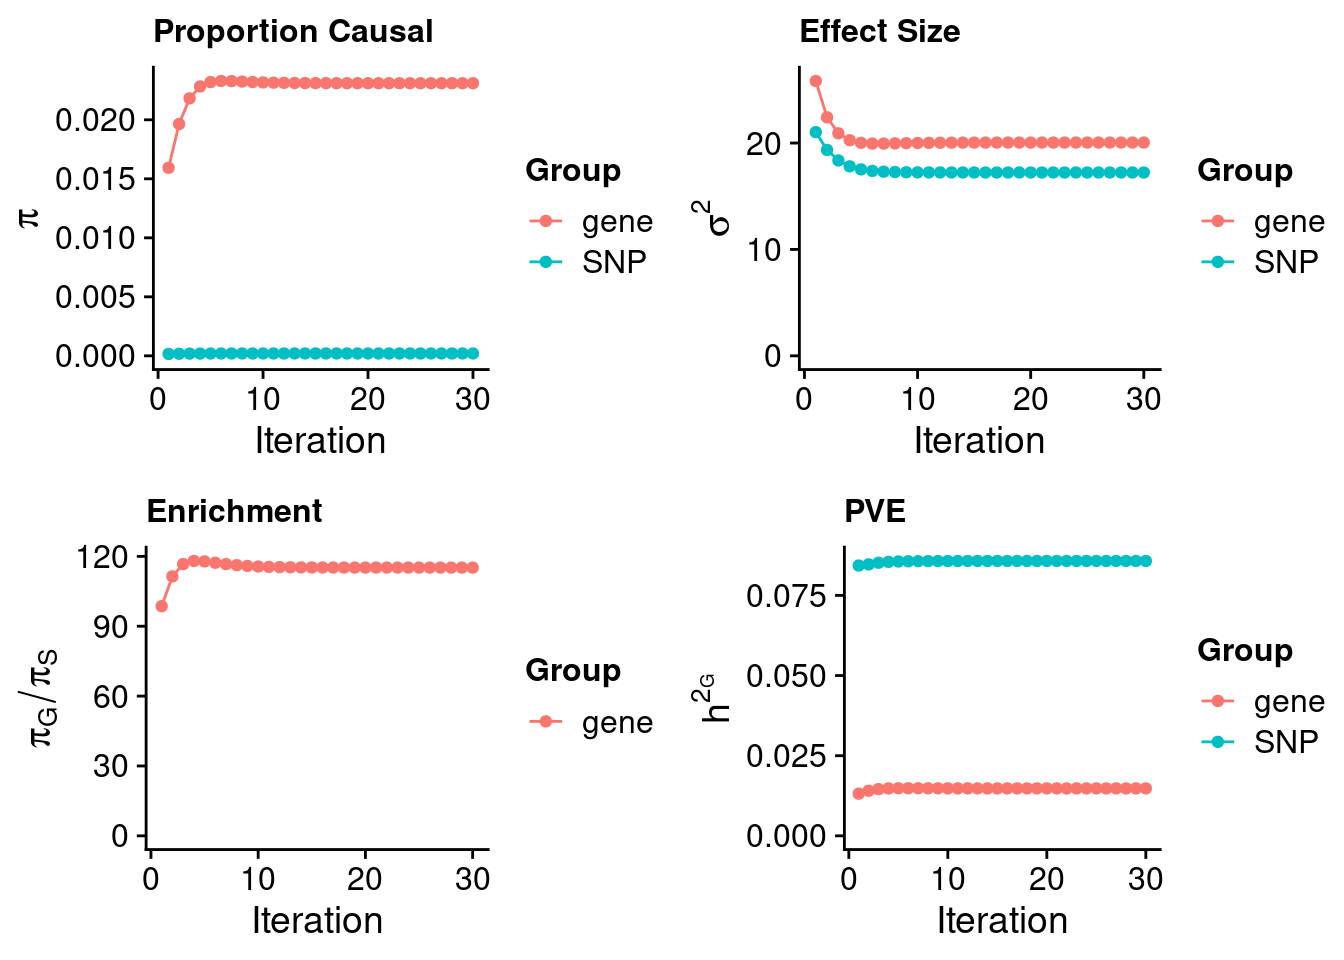 Proportion Causal
π
0.020
0.015
0.010
0.005
0.000
0 10 20 30
Iteration
Group
gene
SNP
Effect Size
σ²
20
10
0
0 10 20 30
Iteration
Group
gene
SNP
Enrichment
π_G/π_S
120
90
60
30
0
0 10 20 30
Iteration
Group
gene
PVE
h²G
0.075
0.050
0.025
0.000
0 10 20 30
Iteration
Group
gene
SNP